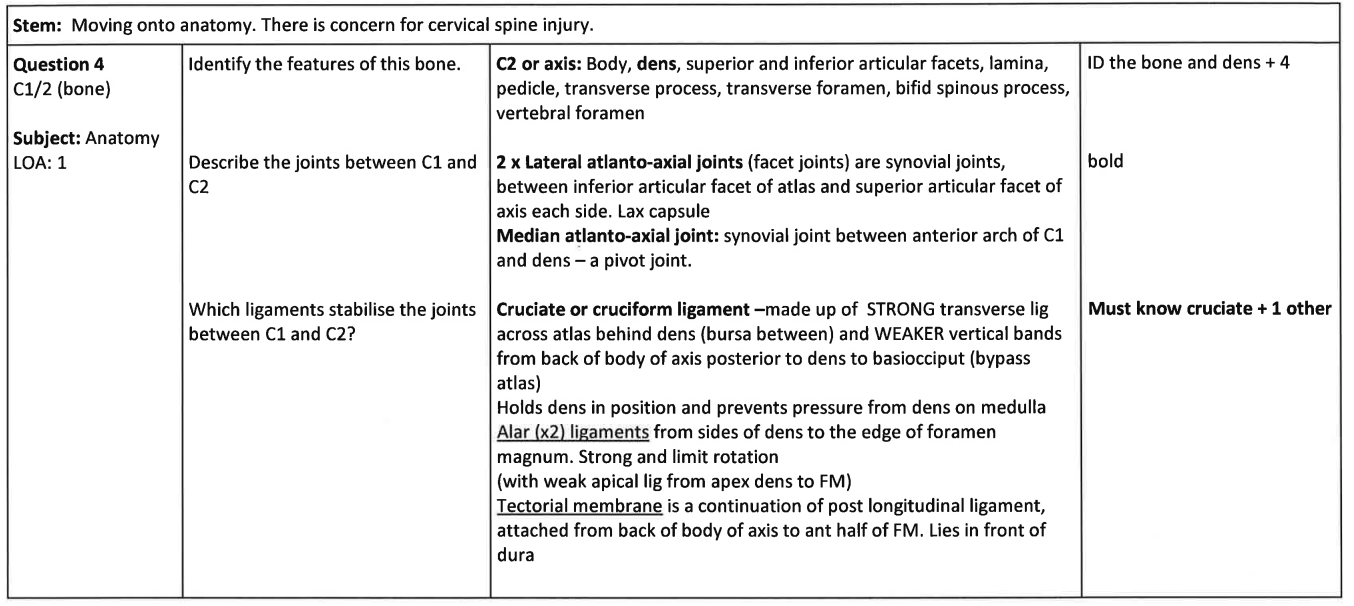 Stem: Moving onto anatomy. There is concern for cervical spine injury.
Question 4
C1/2 (bone)
Subject: Anatomy
LOA: 1
Identify the features of this bone.
C2 or axis: Body, dens, superior and inferior articular facets, lamina,
pedicle, transverse process, transverse foramen, bifid spinous process,
vertebral foramen
ID the bone and dens + 4
Describe the joints between C1 and
C2
2 x Lateral atlanto-axial joints (facet joints) are synovial joints,
between inferior articular facet of atlas and superior articular facet of
axis each side. Lax capsule
Median atlanto-axial joint: synovial joint between anterior arch of C1
and dens – a pivot joint.
bold
Which ligaments stabilise the joints
between C1 and C2?
Cruciate or cruciform ligament –made up of STRONG transverse lig
across atlas behind dens (bursa between) and WEAKER vertical bands
from back of body of axis posterior to dens to basiocciput (bypass
atlas)
Holds dens in position and prevents pressure from dens on medulla
Alar (x2) ligaments from sides of dens to the edge of foramen
magnum. Strong and limit rotation
(with weak apical lig from apex dens to FM)
Tectorial membrane is a continuation of post longitudinal ligament,
attached from back of body of axis to ant half of FM. Lies in front of
dura
Must know cruciate + 1 other